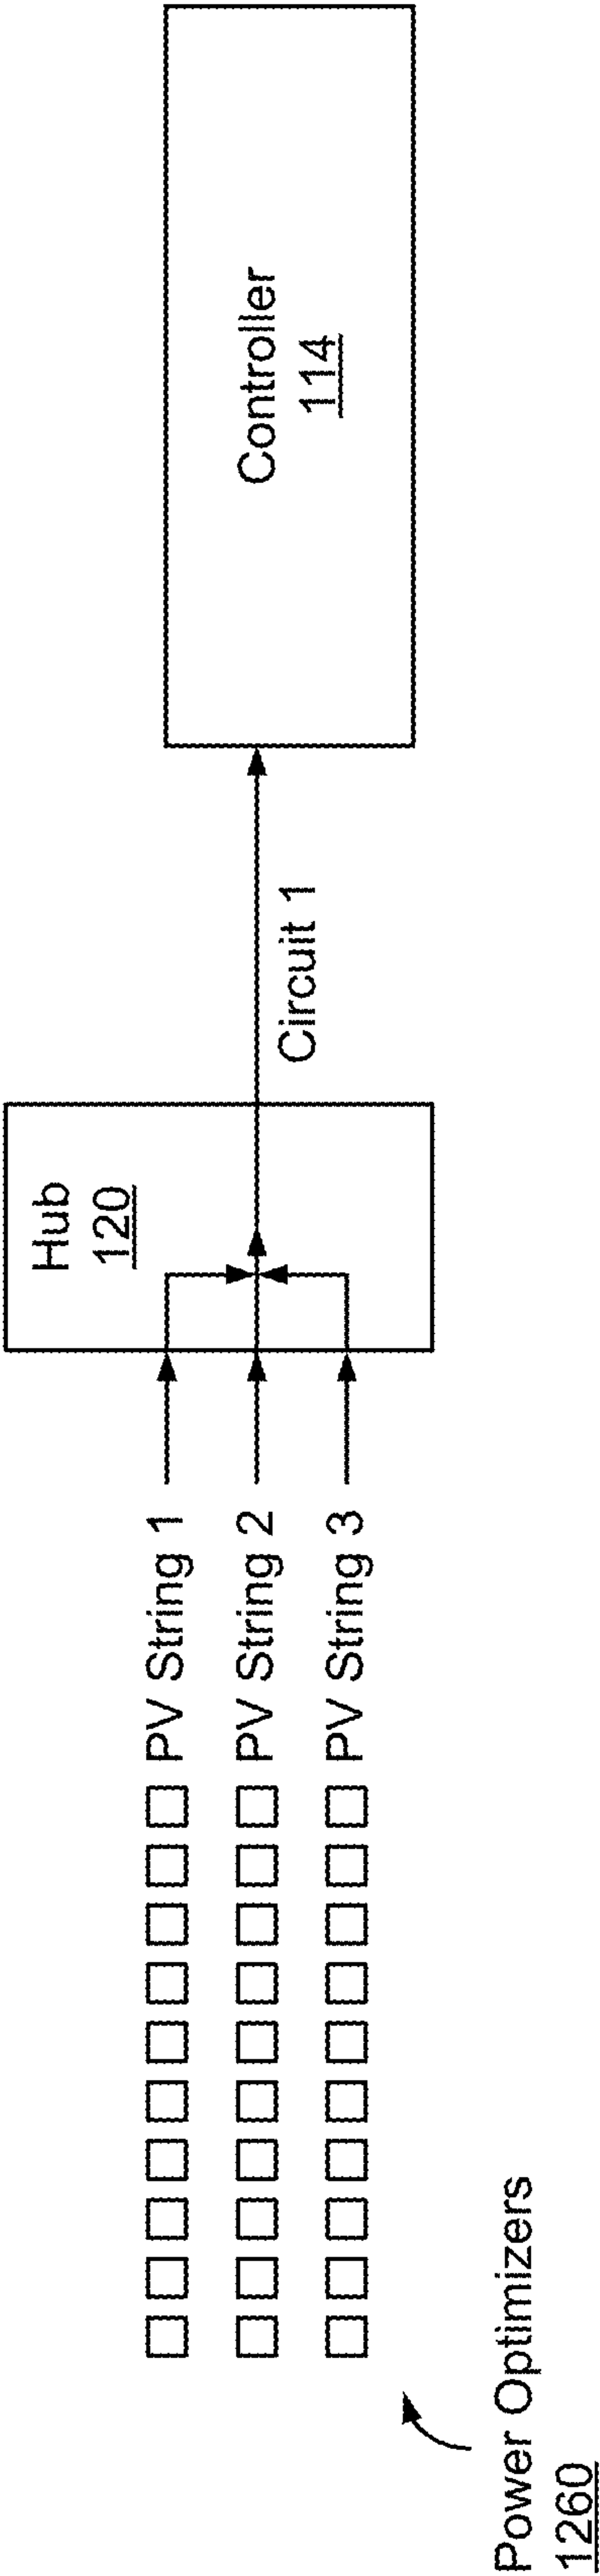 Power Optimizers
1260
PV String 1
PV String 2
PV String 3
Hub
120
Circuit 1
Controller
114